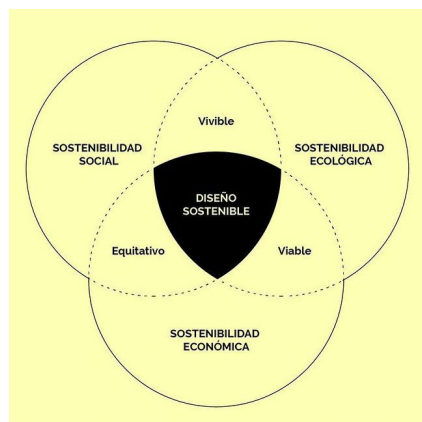 Vivible
SOSTENIBILIDAD
SOCIAL
SOSTENIBILIDAD
ECOLÓGICA
DISEÑO
SOSTENIBLE
Equitativo
Viable
SOSTENIBILIDAD
ECONÓMICA